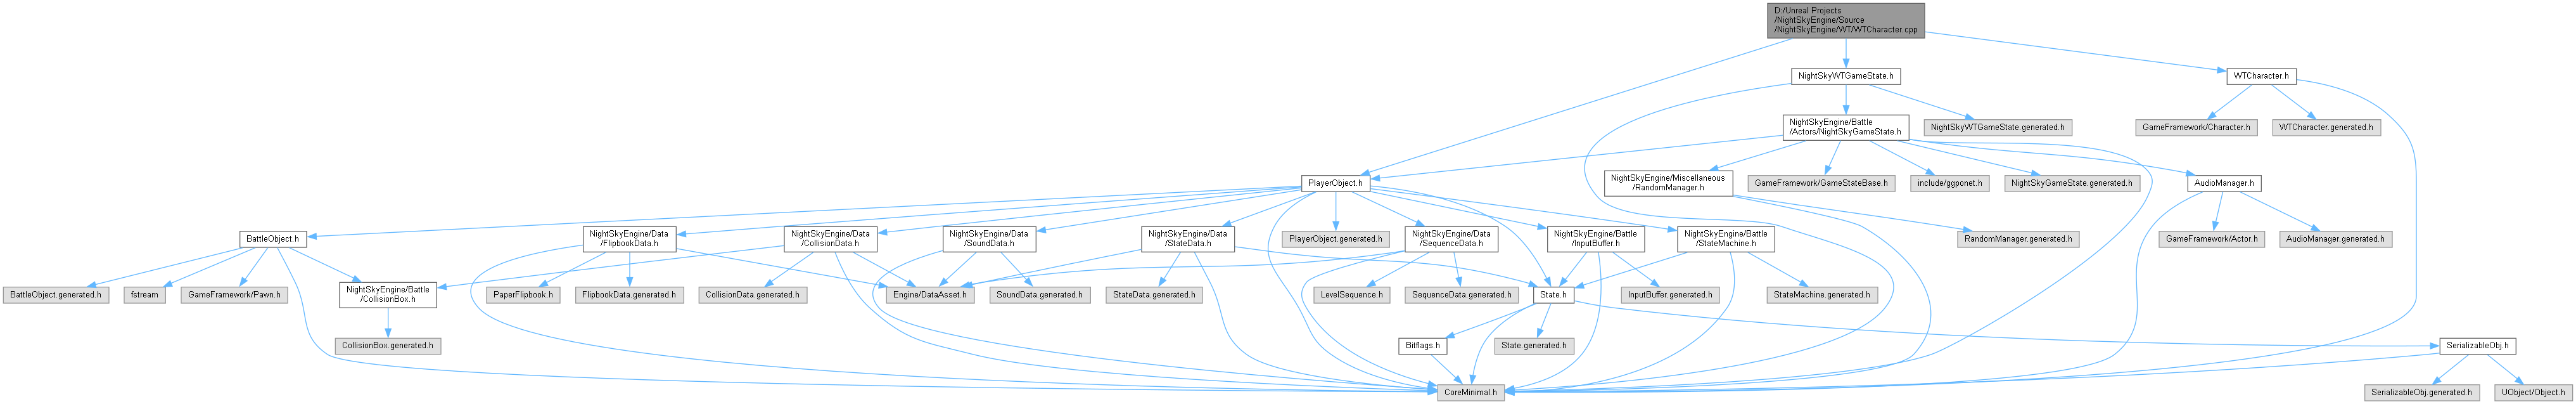 D:/Unreal Projects
/NightSkyEngine/Source
/NightSkyEngine/WT/WTCharacter.cpp
NightSkyWTGameState.h
WTCharacter.h
NightSkyEngine/Battle
/Actors/NightSkyGameState.h
NightSkyWTGameState.generated.h
GameFramework/Character.h
WTCharacter.generated.h
PlayerObject.h
NightSkyEngine/Miscellaneous
/RandomManager.h
GameFramework/GameStateBase.h
include/ggponet.h
NightSkyGameState.generated.h
AudioManager.h
BattleObject.h
NightSkyEngine/Data
/FlipbookData.h
NightSkyEngine/Data
/CollisionData.h
NightSkyEngine/Data
/SoundData.h
NightSkyEngine/Data
/StateData.h
PlayerObject.generated.h
NightSkyEngine/Data
/SequenceData.h
NightSkyEngine/Battle
/InputBuffer.h
NightSkyEngine/Battle
/StateMachine.h
RandomManager.generated.h
GameFramework/Actor.h
AudioManager.generated.h
BattleObject.generated.h
fstream
GameFramework/Pawn.h
NightSkyEngine/Battle
/CollisionBox.h
PaperFlipbook.h
FlipbookData.generated.h
CollisionData.generated.h
Engine/DataAsset.h
SoundData.generated.h
StateData.generated.h
LevelSequence.h
SequenceData.generated.h
State.h
InputBuffer.generated.h
StateMachine.generated.h
CollisionBox.generated.h
Bitflags.h
State.generated.h
SerializableObj.h
CoreMinimal.h
SerializableObj.generated.h
UObject/Object.h